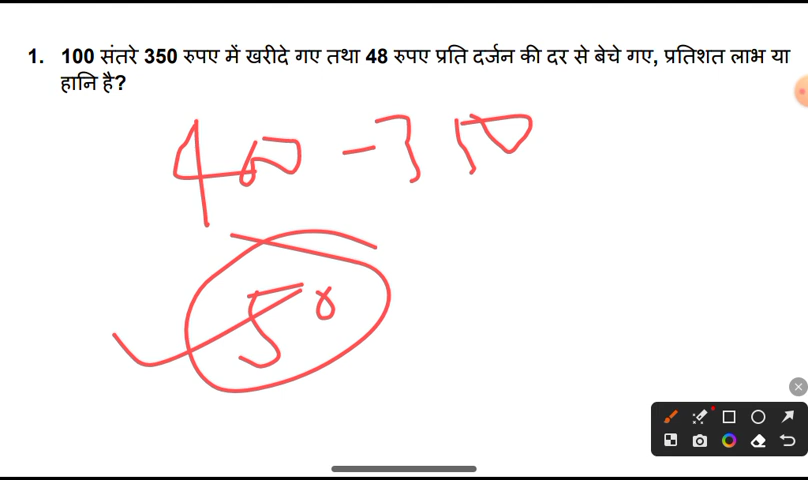 1. 100 संतरे 350 रुपए में खरीदे गए तथा 48 रुपए प्रति दर्जन की दर से बेचे गए, प्रतिशत लाभ या
हानि है?
400 - 350
50